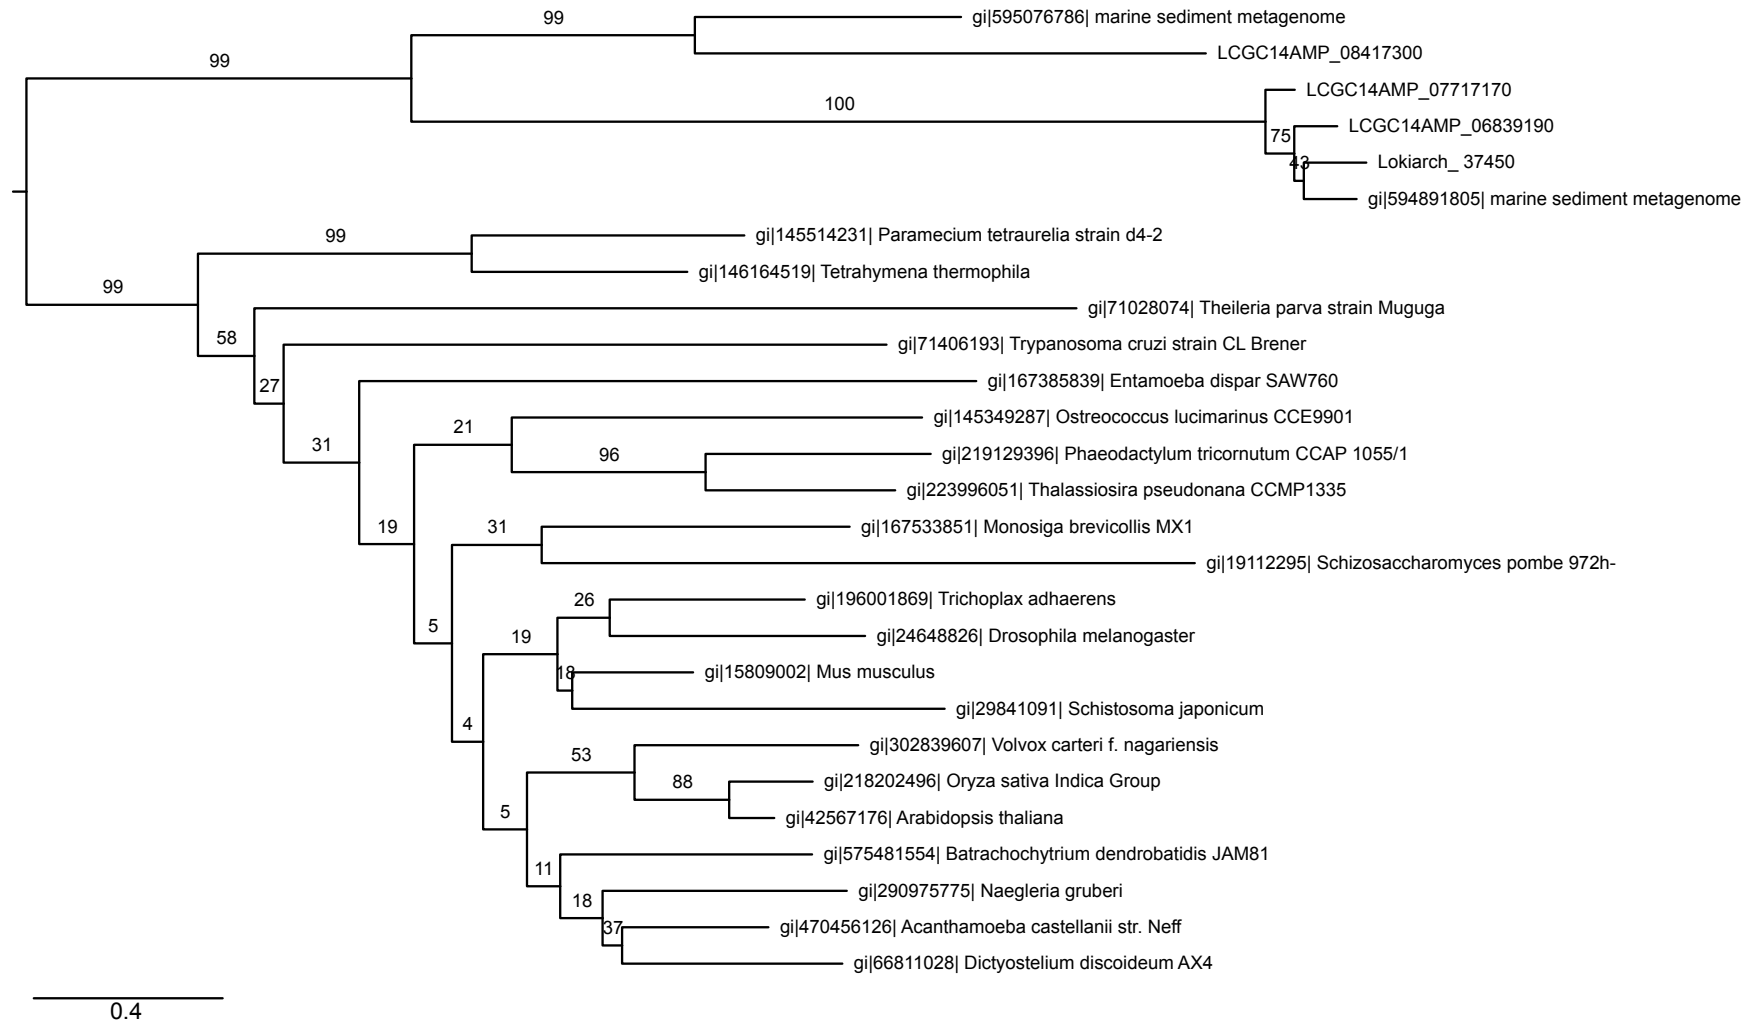 99
gi|595076786| marine sediment metagenome
LCGC14AMP_08417300
99
LCGC14AMP_07717170
100
LCGC14AMP_06839190
75
Lokiarch_ 37450
43
gi|594891805| marine sediment metagenome
99
gi|145514231| Paramecium tetraurelia strain d4-2
gi|146164519| Tetrahymena thermophila
99
gi|71028074| Theileria parva strain Muguga
58
gi|71406193| Trypanosoma cruzi strain CL Brener
27
gi|167385839| Entamoeba dispar SAW760
gi|145349287| Ostreococcus lucimarinus CCE9901
21
31
96
gi|219129396| Phaeodactylum tricornutum CCAP 1055/1
gi|223996051| Thalassiosira pseudonana CCMP1335
19
31
gi|167533851| Monosiga brevicollis MX1
gi|19112295| Schizosaccharomyces pombe 972h-
26
gi|196001869| Trichoplax adhaerens
5
19
gi|24648826| Drosophila melanogaster
18
gi|15809002| Mus musculus
gi|29841091| Schistosoma japonicum
4
gi|302839607| Volvox carteri f. nagariensis
53
88
gi|218202496| Oryza sativa Indica Group
5
gi|42567176| Arabidopsis thaliana
gi|575481554| Batrachochytrium dendrobatidis JAM81
11
gi|290975775| Naegleria gruberi
18
37
gi|470456126| Acanthamoeba castellanii str. Neff
gi|66811028| Dictyostelium discoideum AX4
0.4